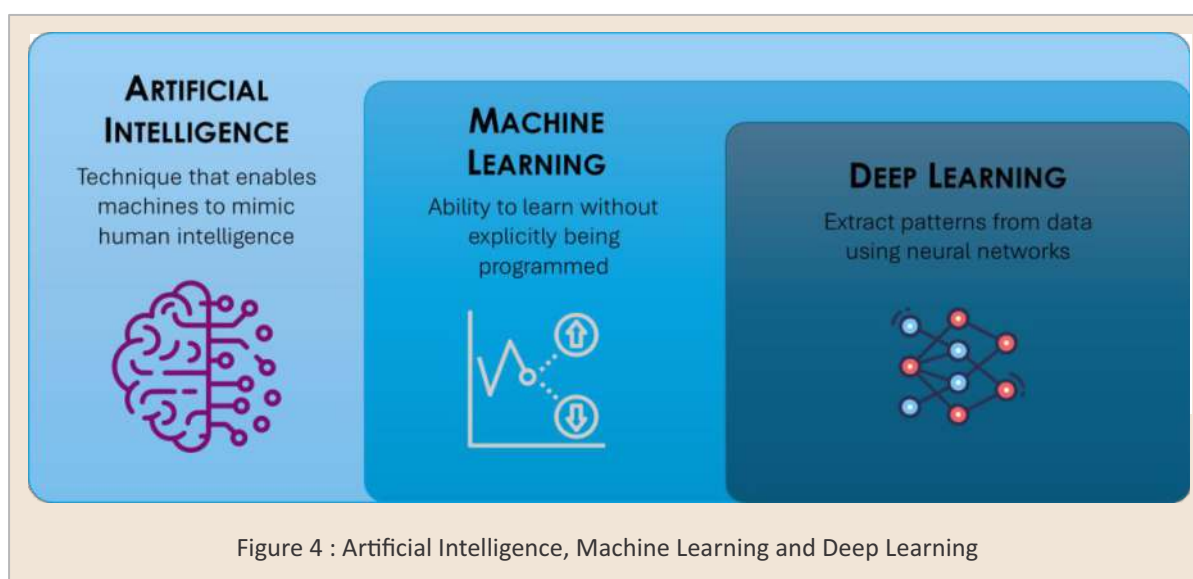 ARTIFICIAL
INTELLIGENCE
Technique that enables
machines to mimic
human intelligence
MACHINE
LEARNING
Ability to learn without
explicitly being
programmed
DEEP LEARNING
Extract patterns from data
using neural networks
Figure 4 : Artificial Intelligence, Machine Learning and Deep Learning